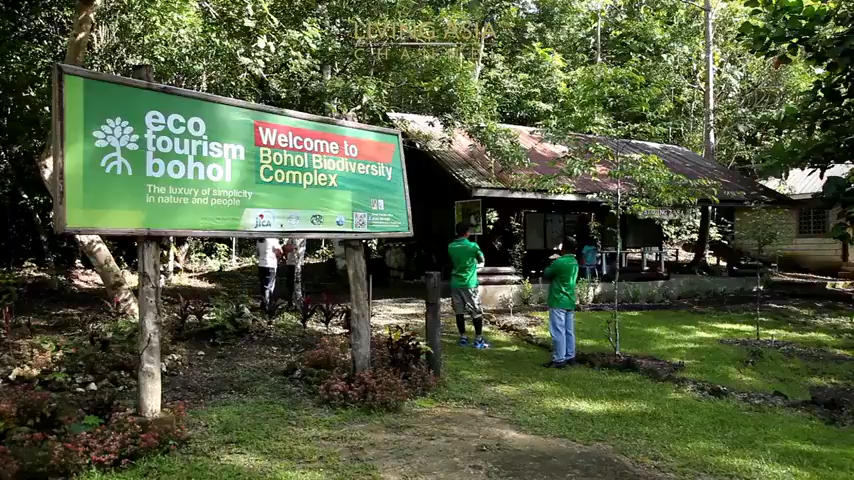 LIVING ASIA
CHANNEL
eco
tourism
bohol
The luxury of simplicity
in nature and people
Welcome to
Bohol Biodiversity
Complex
jica